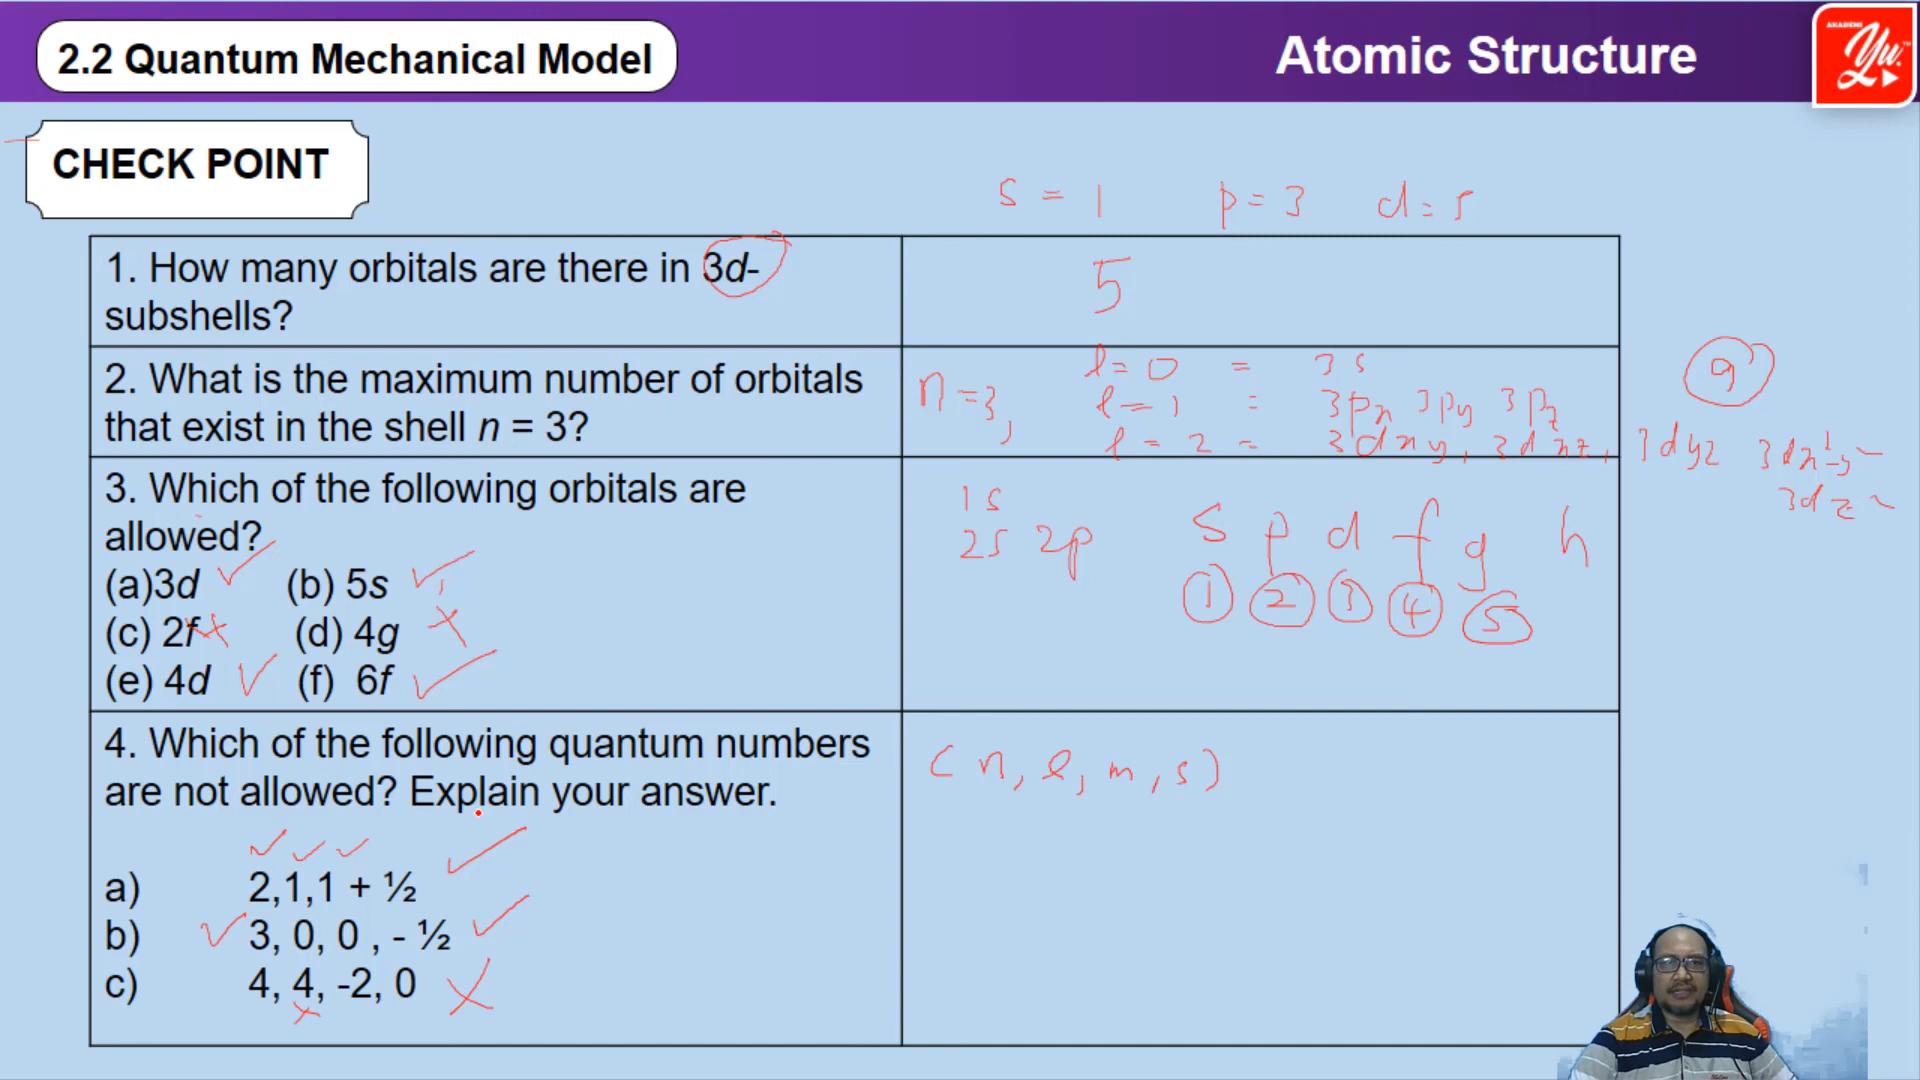 2.2 Quantum Mechanical Model
Atomic Structure
AKADEMI
Yu.
CHECK POINT
s = 1 p = 3 d = 5
1. How many orbitals are there in 3d-
subshells?
5
2. What is the maximum number of orbitals
that exist in the shell n = 3?
n = 3,
l = 0 = 3s
l = 1 = 3px 3py 3pz
l = 2 = 3dxy, 3dxz, 3dyz 3dx²-y²
3dz²
9
3. Which of the following orbitals are
allowed?
(a)3d (b) 5s
(c) 2f (d) 4g
(e) 4d (f) 6f
1s
2s 2p
s p d f g h
1 2 3 4 5
4. Which of the following quantum numbers
are not allowed? Explain your answer.
a) 2,1,1 + ½
b) 3, 0, 0 , - ½
c) 4, 4, -2, 0
(n, l, m, s)